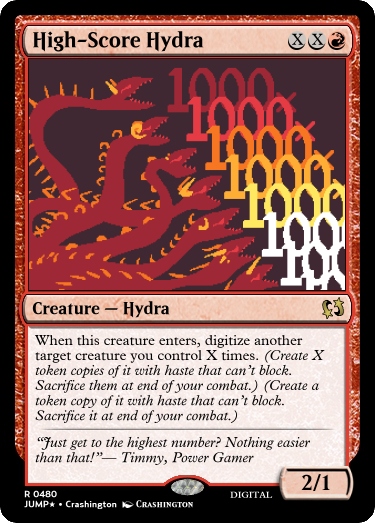 High-Score Hydra
X X
1000
1000
1000
1000
1000
100
100
Creature — Hydra
When this creature enters, digitize another
target creature you control X times. (Create X
token copies of it with haste that can't block.
Sacrifice them at end of your combat.) (Create a
token copy of it with haste that can't block.
Sacrifice it at end of your combat.)
“Just get to the highest number? Nothing easier
than that!”— Timmy, Power Gamer
2/1
R 0480
DIGITAL
JUMP★ • Crashington CRASHINGTON